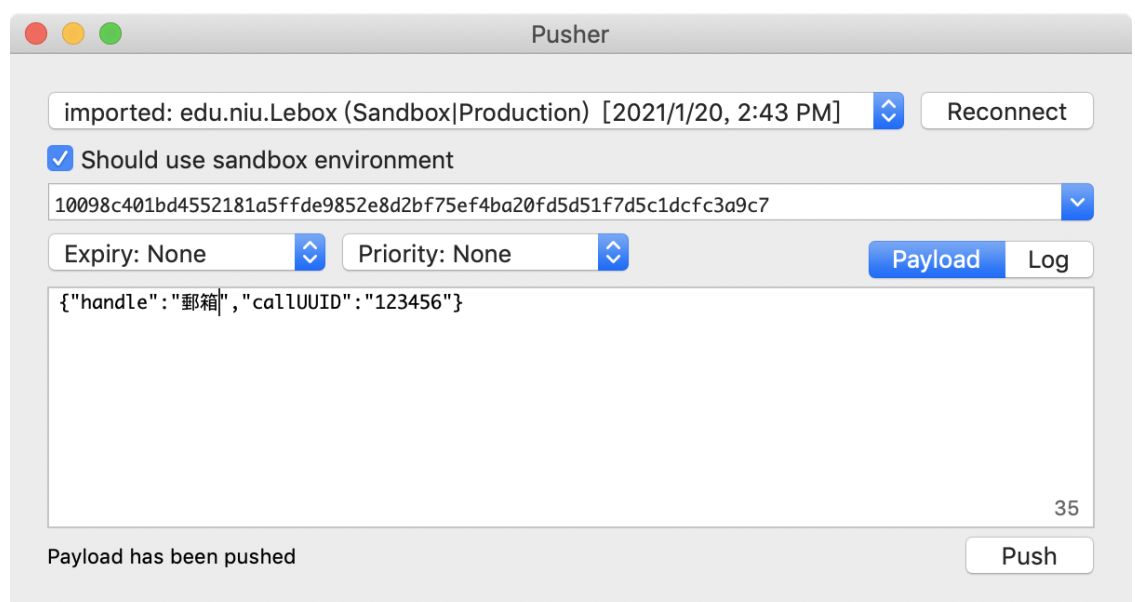 Pusher
imported: edu.niu.Lebox (Sandbox|Production) [2021/1/20, 2:43 PM]
Reconnect
Should use sandbox environment
10098c401bd4552181a5ffde9852e8d2bf75ef4ba20fd5d51f7d5c1dcfc3a9c7
Expiry: None
Priority: None
Payload
Log
{"handle":"郵箱","callUUID":"123456"}
35
Payload has been pushed
Push